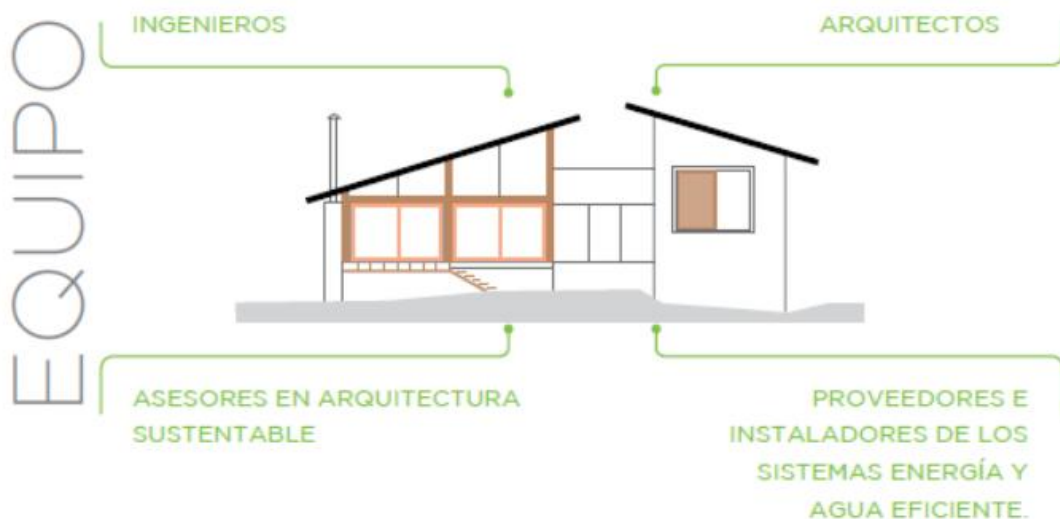 EQUIPO
INGENIEROS
ARQUITECTOS
ASESORES EN ARQUITECTURA
SUSTENTABLE
PROVEEDORES E
INSTALADORES DE LOS
SISTEMAS ENERGÍA Y
AGUA EFICIENTE.